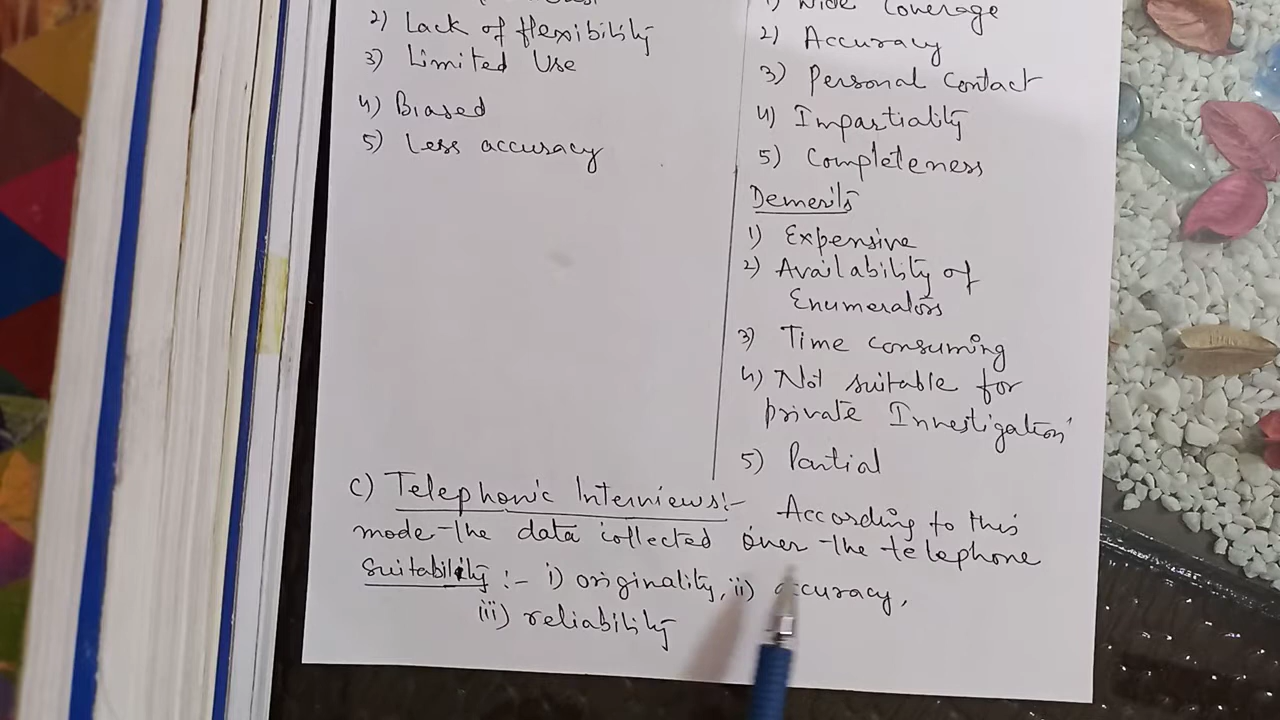 2) Lack of flexibility
3) Limited Use
4) Biased
5) Less accuracy
1) Wide Coverage
2) Accuracy
3) Personal Contact
4) Impartiality
5) Completeness
Demerits
1) Expensive
2) Availability of
Enumerators
3) Time consuming
4) Not suitable for
private Investigation
5) Partial
c) Telephonic Interviews:- According to this
mode the data collected over the telephone
Suitability :- i) originality, ii) accuracy,
iii) reliability